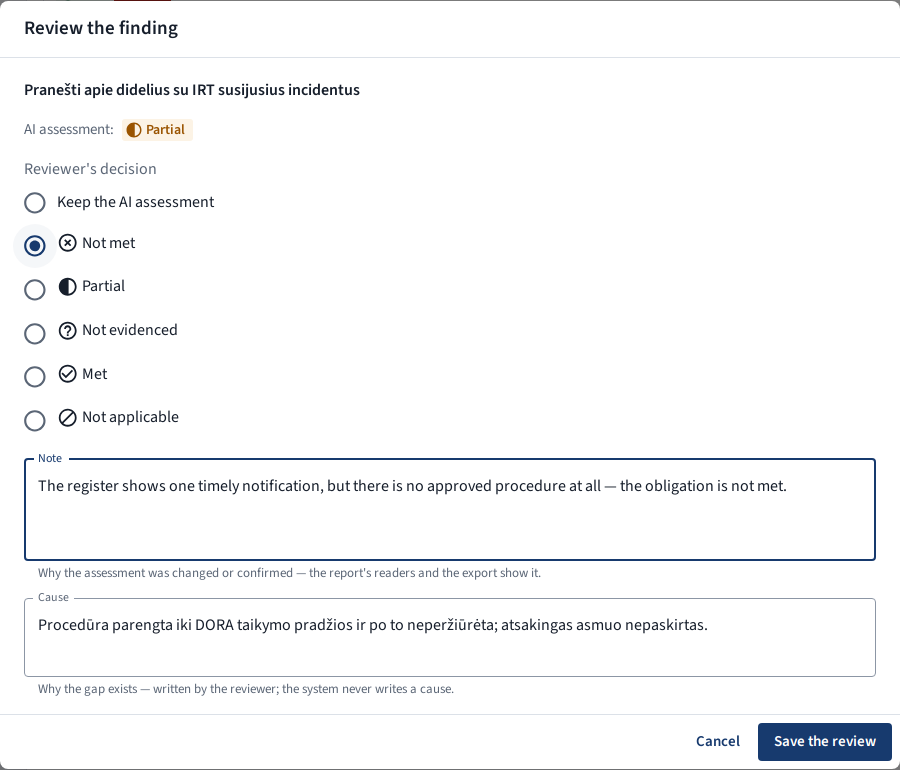 Review the finding
Pranešti apie didelius su IRT susijusius incidentus
AI assessment: Partial
Reviewer's decision
Keep the AI assessment
Not met
Partial
Not evidenced
Met
Not applicable
Note
The register shows one timely notification, but there is no approved procedure at all — the obligation is not met.
Why the assessment was changed or confirmed — the report's readers and the export show it.
Cause
Procedūra parengta iki DORA taikymo pradžios ir po to neperžiūrėta; atsakingas asmuo nepaskirtas.
Why the gap exists — written by the reviewer; the system never writes a cause.
Cancel Save the review